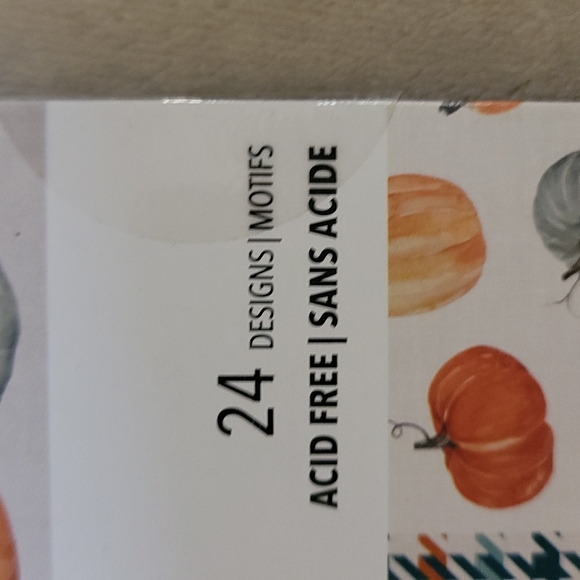 24 DESIGNS | MOTIFS
ACID FREE | SANS ACIDE